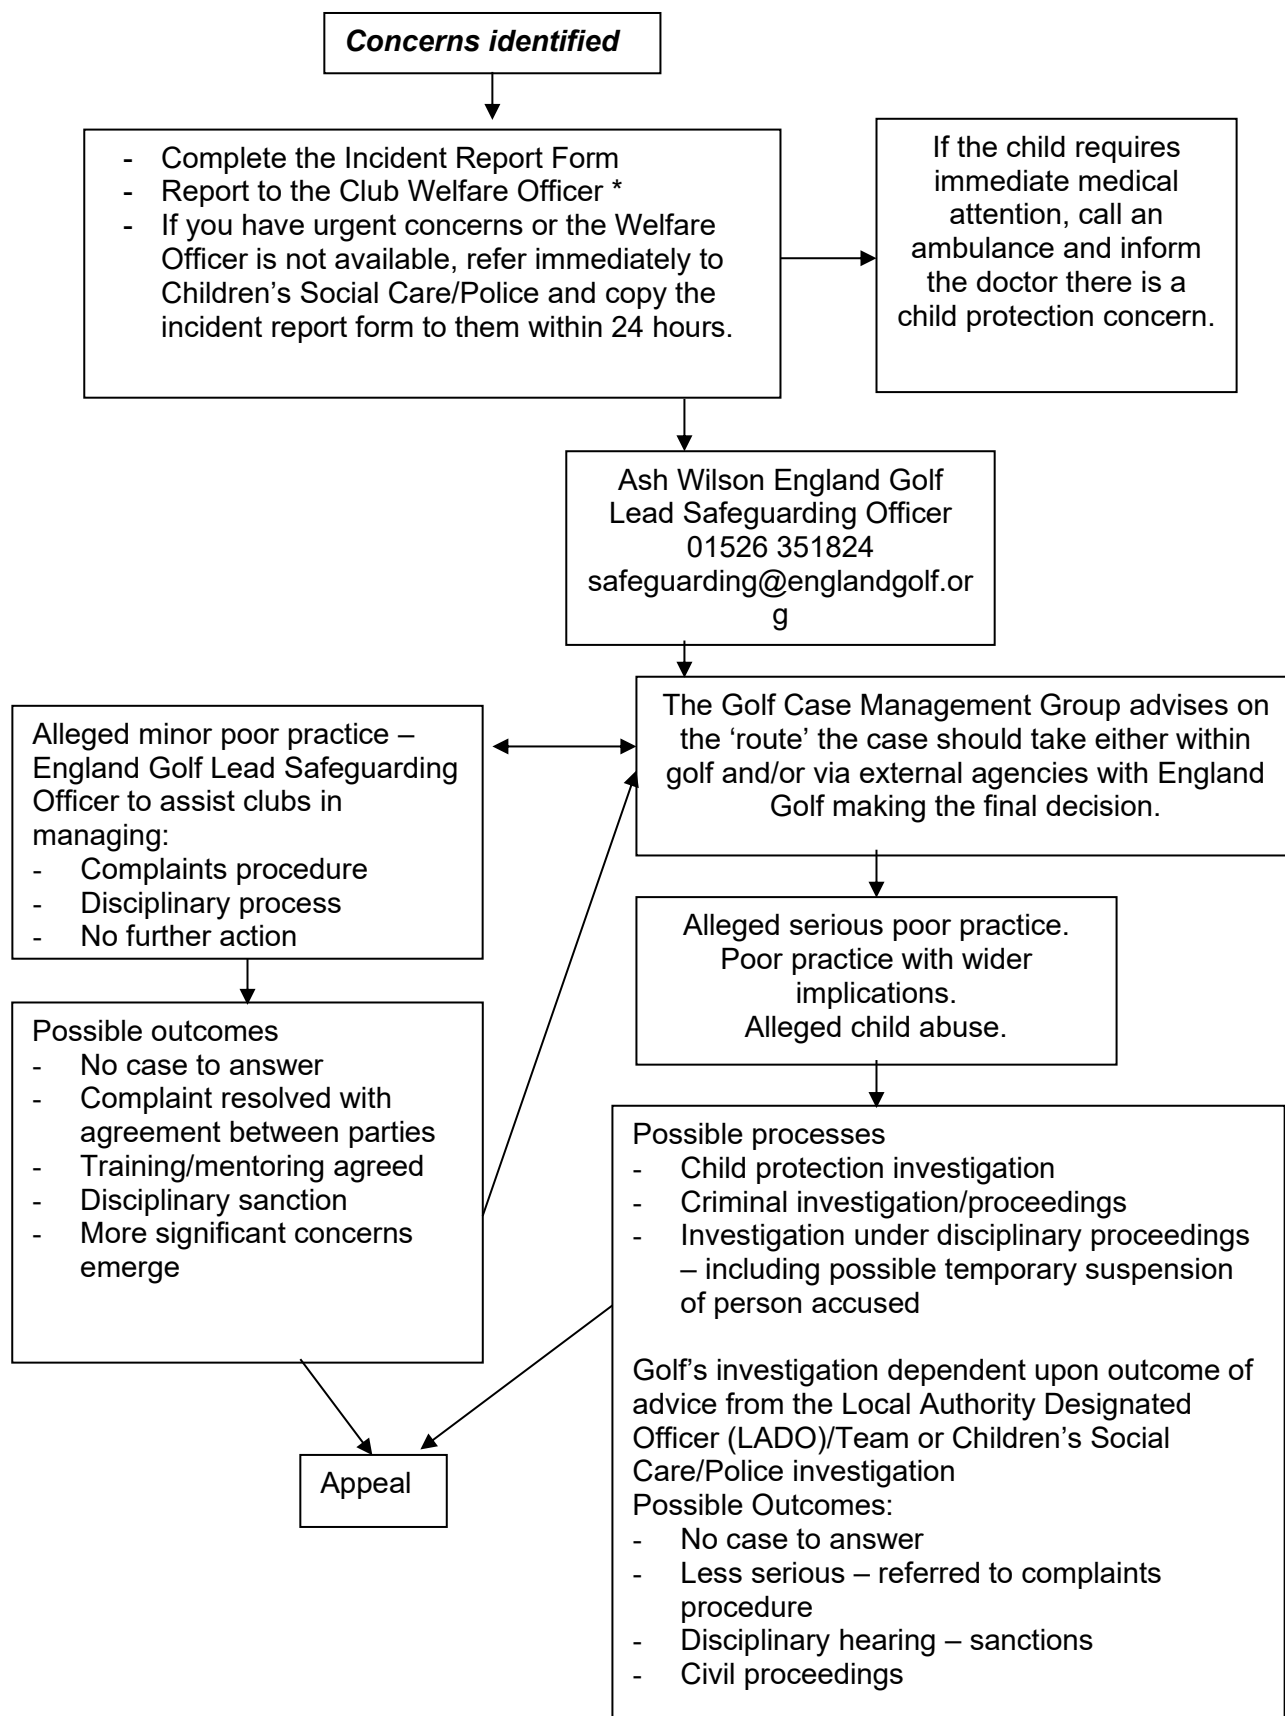 Concerns identified
- Complete the Incident Report Form
- Report to the Club Welfare Officer *
- If you have urgent concerns or the Welfare
Officer is not available, refer immediately to
Children’s Social Care/Police and copy the
incident report form to them within 24 hours.
If the child requires
immediate medical
attention, call an
ambulance and inform
the doctor there is a
child protection concern.
Ash Wilson England Golf
Lead Safeguarding Officer
01526 351824
safeguarding@englandgolf.or
g
The Golf Case Management Group advises on
the ‘route’ the case should take either within
golf and/or via external agencies with England
Golf making the final decision.
Alleged minor poor practice –
England Golf Lead Safeguarding
Officer to assist clubs in
managing:
- Complaints procedure
- Disciplinary process
- No further action
Alleged serious poor practice.
Poor practice with wider
implications.
Alleged child abuse.
Possible outcomes
- No case to answer
- Complaint resolved with
agreement between parties
- Training/mentoring agreed
- Disciplinary sanction
- More significant concerns
emerge
Possible processes
- Child protection investigation
- Criminal investigation/proceedings
- Investigation under disciplinary proceedings
– including possible temporary suspension
of person accused
Golf’s investigation dependent upon outcome of
advice from the Local Authority Designated
Officer (LADO)/Team or Children’s Social
Care/Police investigation
Possible Outcomes:
- No case to answer
- Less serious – referred to complaints
procedure
- Disciplinary hearing – sanctions
- Civil proceedings
Appeal